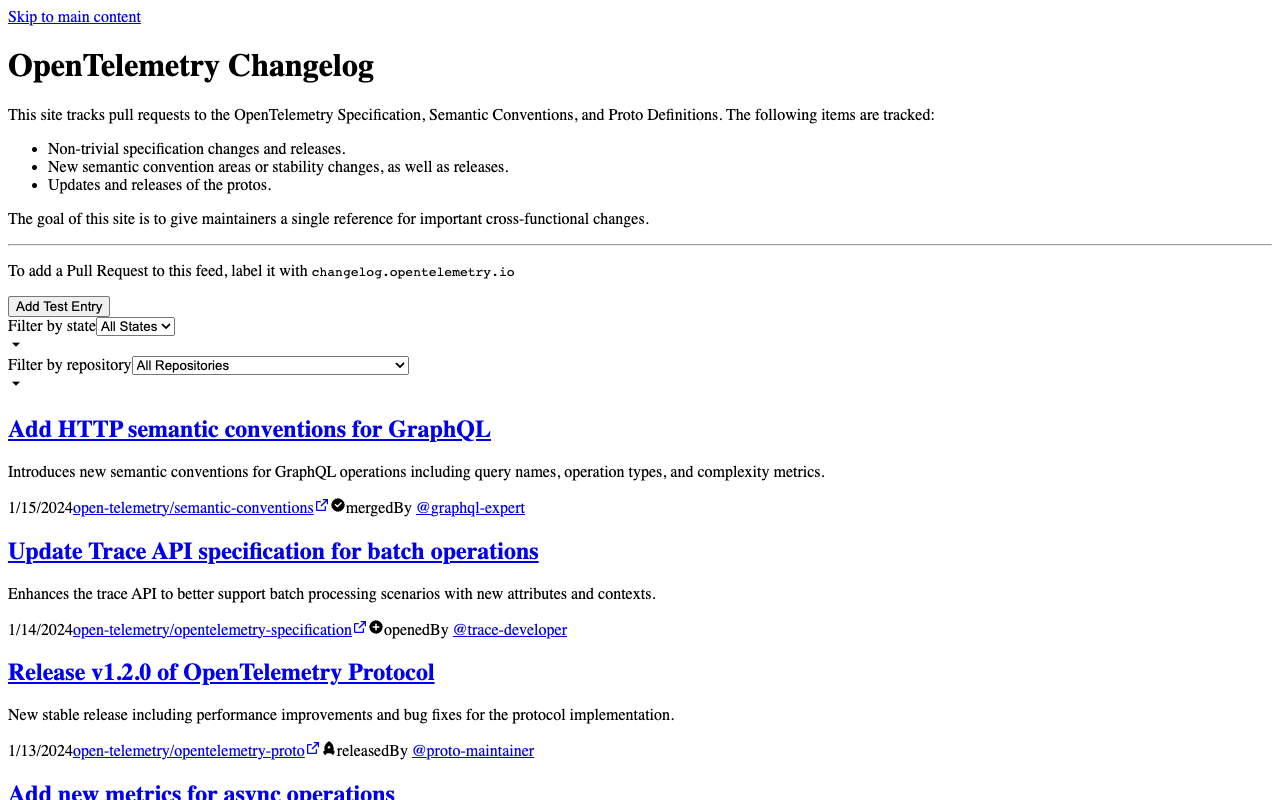 Skip to main content
OpenTelemetry Changelog
This site tracks pull requests to the OpenTelemetry Specification, Semantic Conventions, and Proto Definitions. The following items are tracked:
Non-trivial specification changes and releases.
New semantic convention areas or stability changes, as well as releases.
Updates and releases of the protos.
The goal of this site is to give maintainers a single reference for important cross-functional changes.
To add a Pull Request to this feed, label it with changelog.opentelemetry.io
Add Test Entry
Filter by state All States
Filter by repository All Repositories
Add HTTP semantic conventions for GraphQL
Introduces new semantic conventions for GraphQL operations including query names, operation types, and complexity metrics.
1/15/2024open-telemetry/semantic-conventions mergedBy @graphql-expert
Update Trace API specification for batch operations
Enhances the trace API to better support batch processing scenarios with new attributes and contexts.
1/14/2024open-telemetry/opentelemetry-specification openedBy @trace-developer
Release v1.2.0 of OpenTelemetry Protocol
New stable release including performance improvements and bug fixes for the protocol implementation.
1/13/2024open-telemetry/opentelemetry-proto releasedBy @proto-maintainer
Add new metrics for async operations